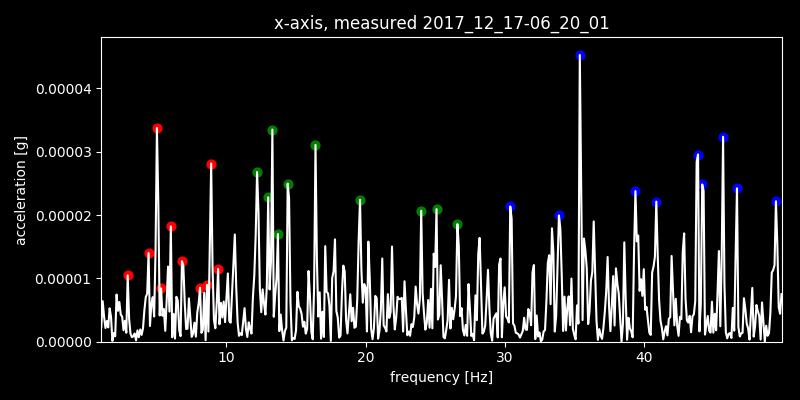 x-axis, measured 2017_12_17-06_20_01
acceleration [g]
0.00004
0.00003
0.00002
0.00001
0.00000
10 20 30 40
frequency [Hz]